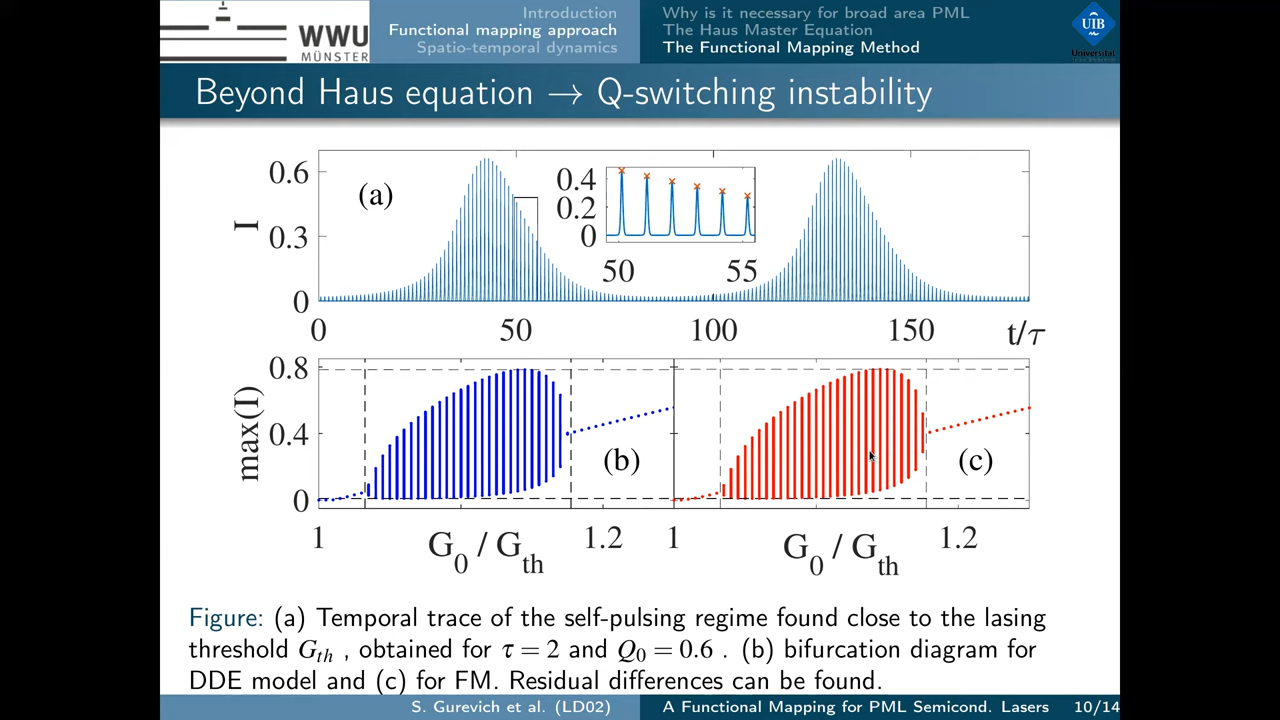 WWU
MÜNSTER
Introduction
Functional mapping approach
Spatio-temporal dynamics
Why is it necessary for broad area PML
The Haus Master Equation
The Functional Mapping Method
UIB
Universitat
Beyond Haus equation → Q-switching instability
I
0.6
0.3
0
(a)
0.4
0.2
0
50
55
0
50
100
150
t/τ
max(I)
0.8
0.4
0
(b)
(c)
1
G0 / Gth
1.2
1
G0 / Gth
1.2
Figure: (a) Temporal trace of the self-pulsing regime found close to the lasing
threshold Gth , obtained for τ = 2 and Q0 = 0.6 . (b) bifurcation diagram for
DDE model and (c) for FM. Residual differences can be found.
S. Gurevich et al. (LD02)
A Functional Mapping for PML Semicond. Lasers
10/14